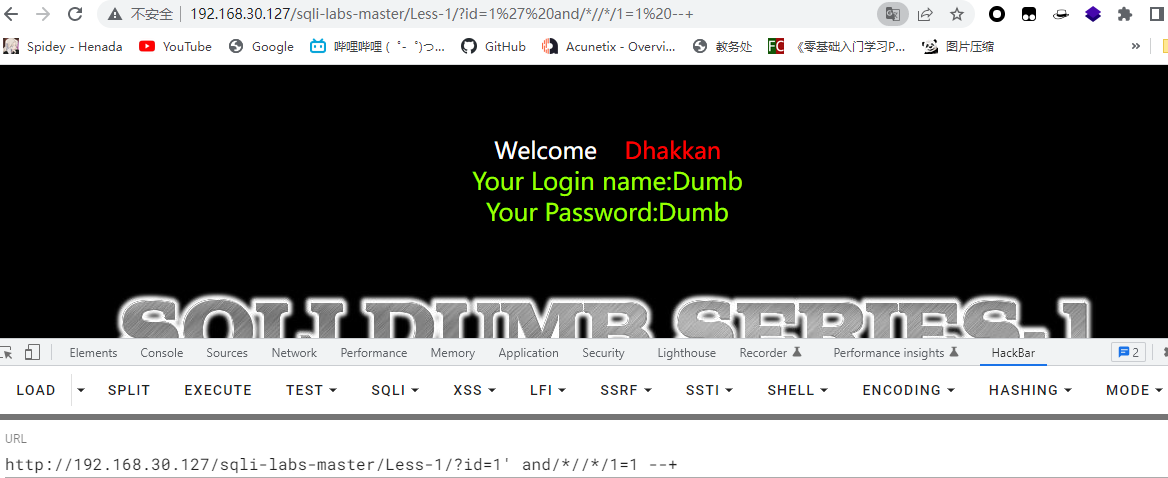 不安全 | 192.168.30.127/sqli-labs-master/Less-1/?id=1%27%20and/*//*/1=1%20--+
Spidey - Henada YouTube Google 哔哩哔哩 ( ゜- ゜)つ... GitHub Acunetix - Overvi... 教务处 《零基础入门学习P... 图片压缩 »
Welcome Dhakkan
Your Login name:Dumb
Your Password:Dumb
SQLI DUMB SERIES-1
Elements Console Sources Network Performance Memory Application Security Lighthouse Recorder Performance insights HackBar 2
LOAD SPLIT EXECUTE TEST SQLI XSS LFI SSRF SSTI SHELL ENCODING HASHING MODE
URL
http://192.168.30.127/sqli-labs-master/Less-1/?id=1' and/*//*/1=1 --+